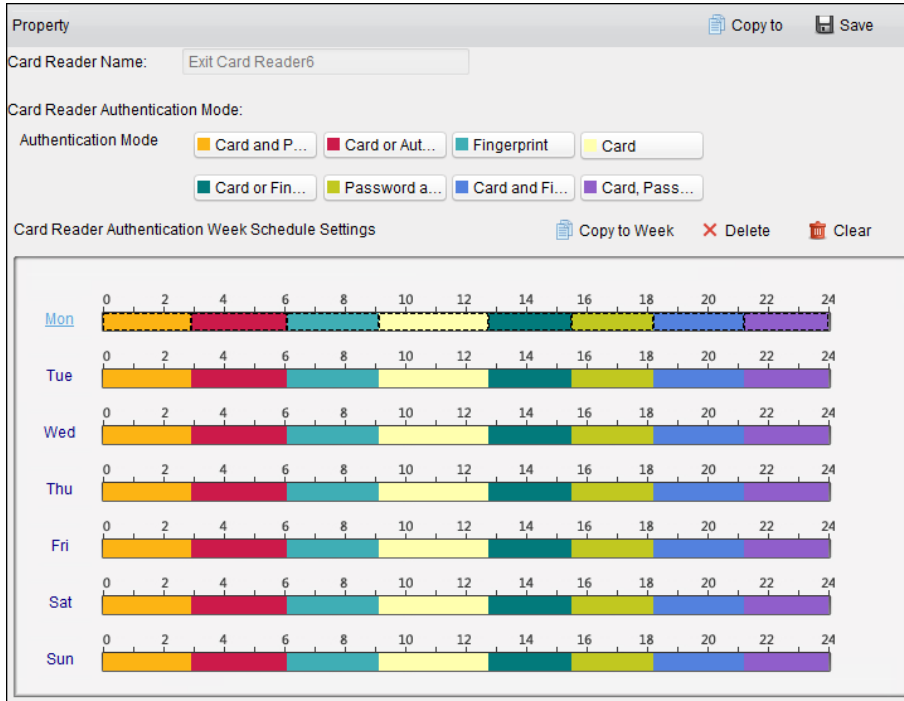 Property Copy to Save
Card Reader Name: Exit Card Reader6
Card Reader Authentication Mode:
Authentication Mode Card and P... Card or Aut... Fingerprint Card
Card or Fin... Password a... Card and Fi... Card, Pass...
Card Reader Authentication Week Schedule Settings Copy to Week Delete Clear
0 2 4 6 8 10 12 14 16 18 20 22 24
Mon
0 2 4 6 8 10 12 14 16 18 20 22 24
Tue
0 2 4 6 8 10 12 14 16 18 20 22 24
Wed
0 2 4 6 8 10 12 14 16 18 20 22 24
Thu
0 2 4 6 8 10 12 14 16 18 20 22 24
Fri
0 2 4 6 8 10 12 14 16 18 20 22 24
Sat
0 2 4 6 8 10 12 14 16 18 20 22 24
Sun